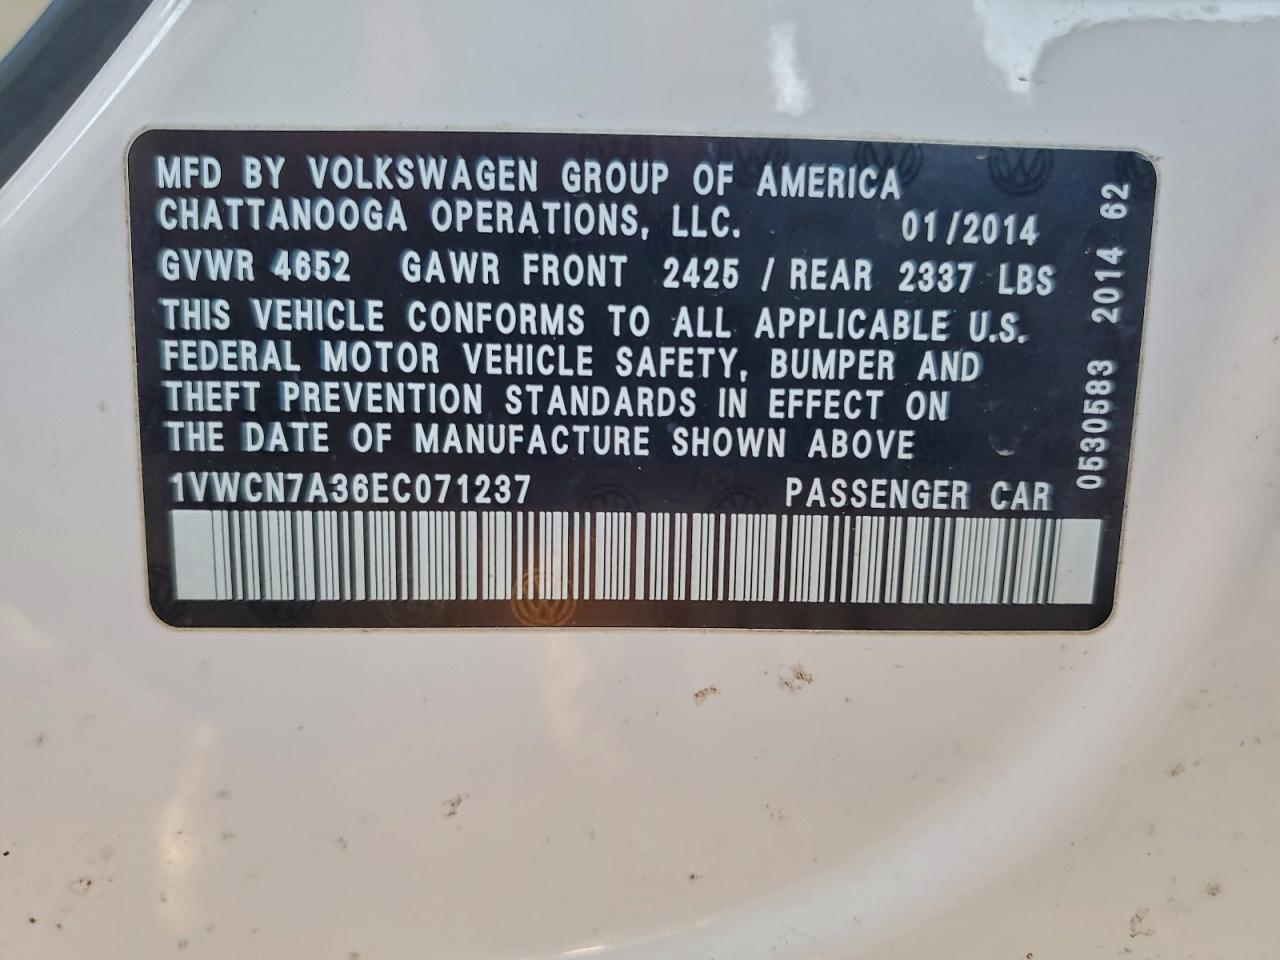 MFD BY VOLKSWAGEN GROUP OF AMERICA
CHATTANOOGA OPERATIONS, LLC. 01/2014
GVWR 4652 GAWR FRONT 2425 / REAR 2337 LBS
THIS VEHICLE CONFORMS TO ALL APPLICABLE U.S.
FEDERAL MOTOR VEHICLE SAFETY, BUMPER AND
THEFT PREVENTION STANDARDS IN EFFECT ON
THE DATE OF MANUFACTURE SHOWN ABOVE
1VWCN7A36EC071237 PASSENGER CAR
0530583 2014 62